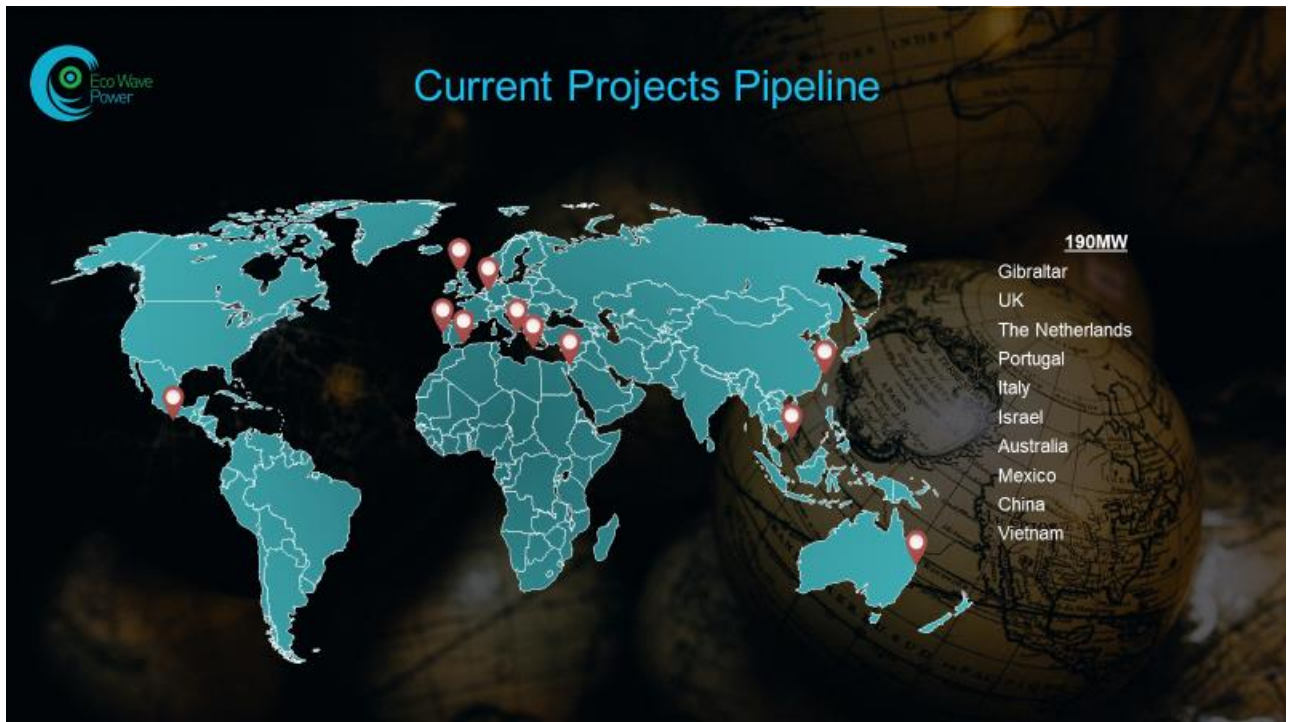 Eco Wave
Power
Current Projects Pipeline
190MW
Gibraltar
UK
The Netherlands
Portugal
Italy
Israel
Australia
Mexico
China
Vietnam